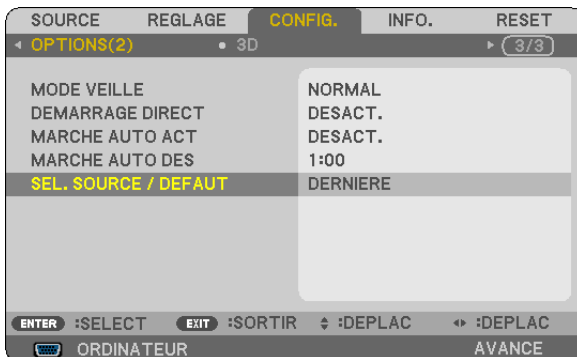 SOURCE REGLAGE CONFIG. INFO. RESET
OPTIONS(2) 3D 3/3
MODE VEILLE NORMAL
DEMARRAGE DIRECT DESACT.
MARCHE AUTO ACT DESACT.
MARCHE AUTO DES 1:00
SEL. SOURCE / DEFAUT DERNIERE
ENTER :SELECT EXIT :SORTIR :DEPLAC :DEPLAC
ORDINATEUR AVANCE